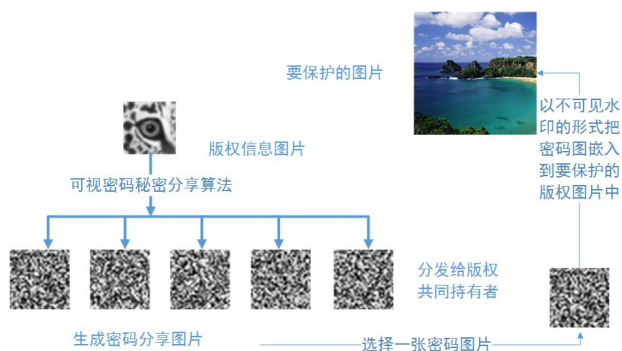 要保护的图片
版权信息图片
可视密码秘密分享算法
以不可见水
印的形式把
密码图嵌入
到要保护的
版权图片中
分发给版权
共同持有者
生成密码分享图片
选择一张密码图片